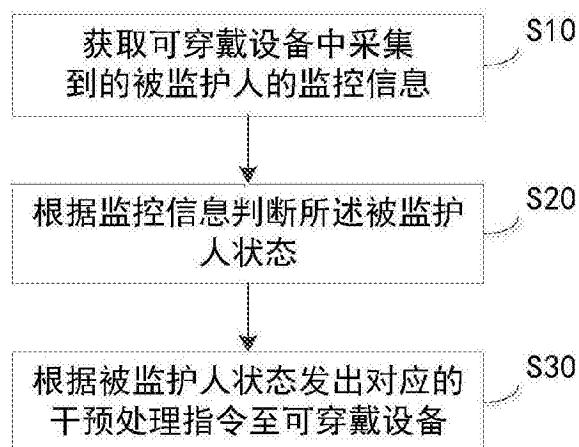 获取可穿戴设备中采集
到的被监护人的监控信息
S10
根据监控信息判断所述被监护
人状态
S20
根据被监护人状态发出对应的
干预处理指令至可穿戴设备
S30